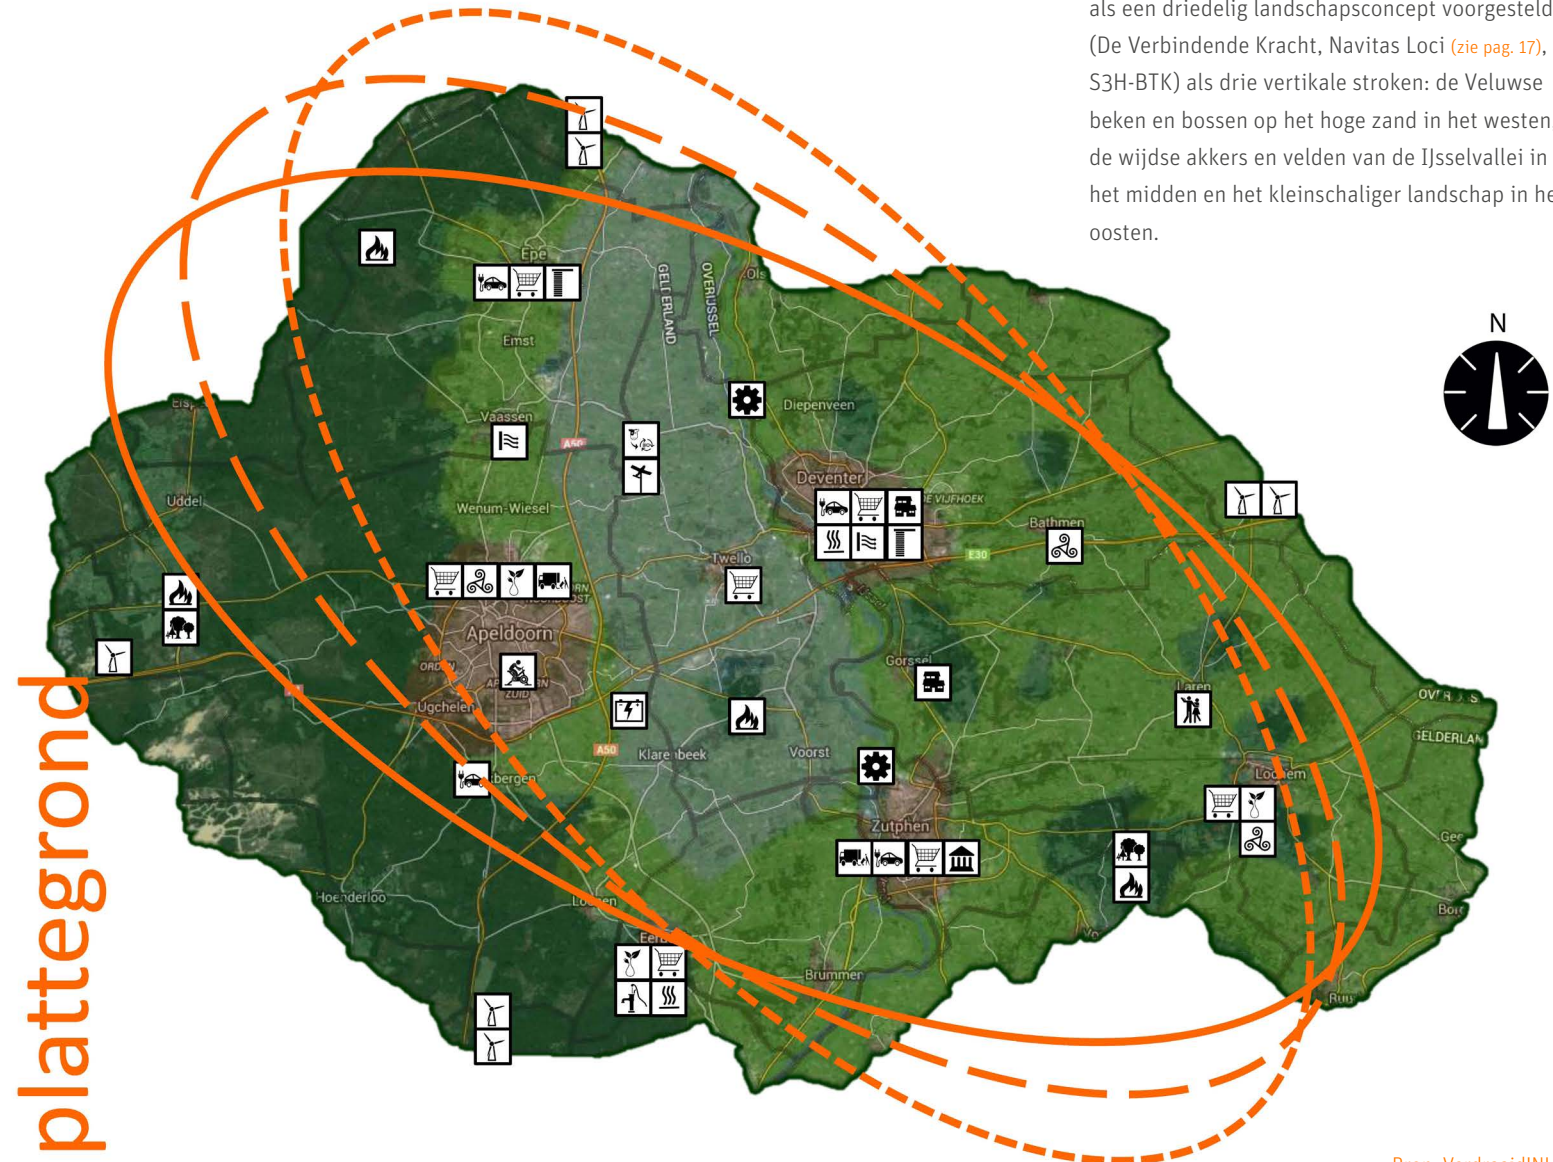 als een driedelig landschapsconcept voorgesteld
(De Verbindende Kracht, Navitas Loci (zie pag. 17),
S3H-BTK) als drie vertikale stroken: de Veluwse
beken en bossen op het hoge zand in het westen
de wijdse akkers en velden van de IJsselvallei in
het midden en het kleinschaliger landschap in he
oosten.
N
plattegrond
Epe
GELDERLAND
OVERIJSSEL
Ols
Emst
Diepenveen
Vaassen
A50
Deventer
DE VIJFHOEK
Uddel
Wenum-Wiesel
Bathmen
E30
Twello
Apeldoorn
ZUID
Ugchelen
Gorssel
Laren
A50
Klarenbeek
Voorst
GELDERLAN
Lochem
bergen
Zutphen
Hoenderloo
Loenen
Brummen